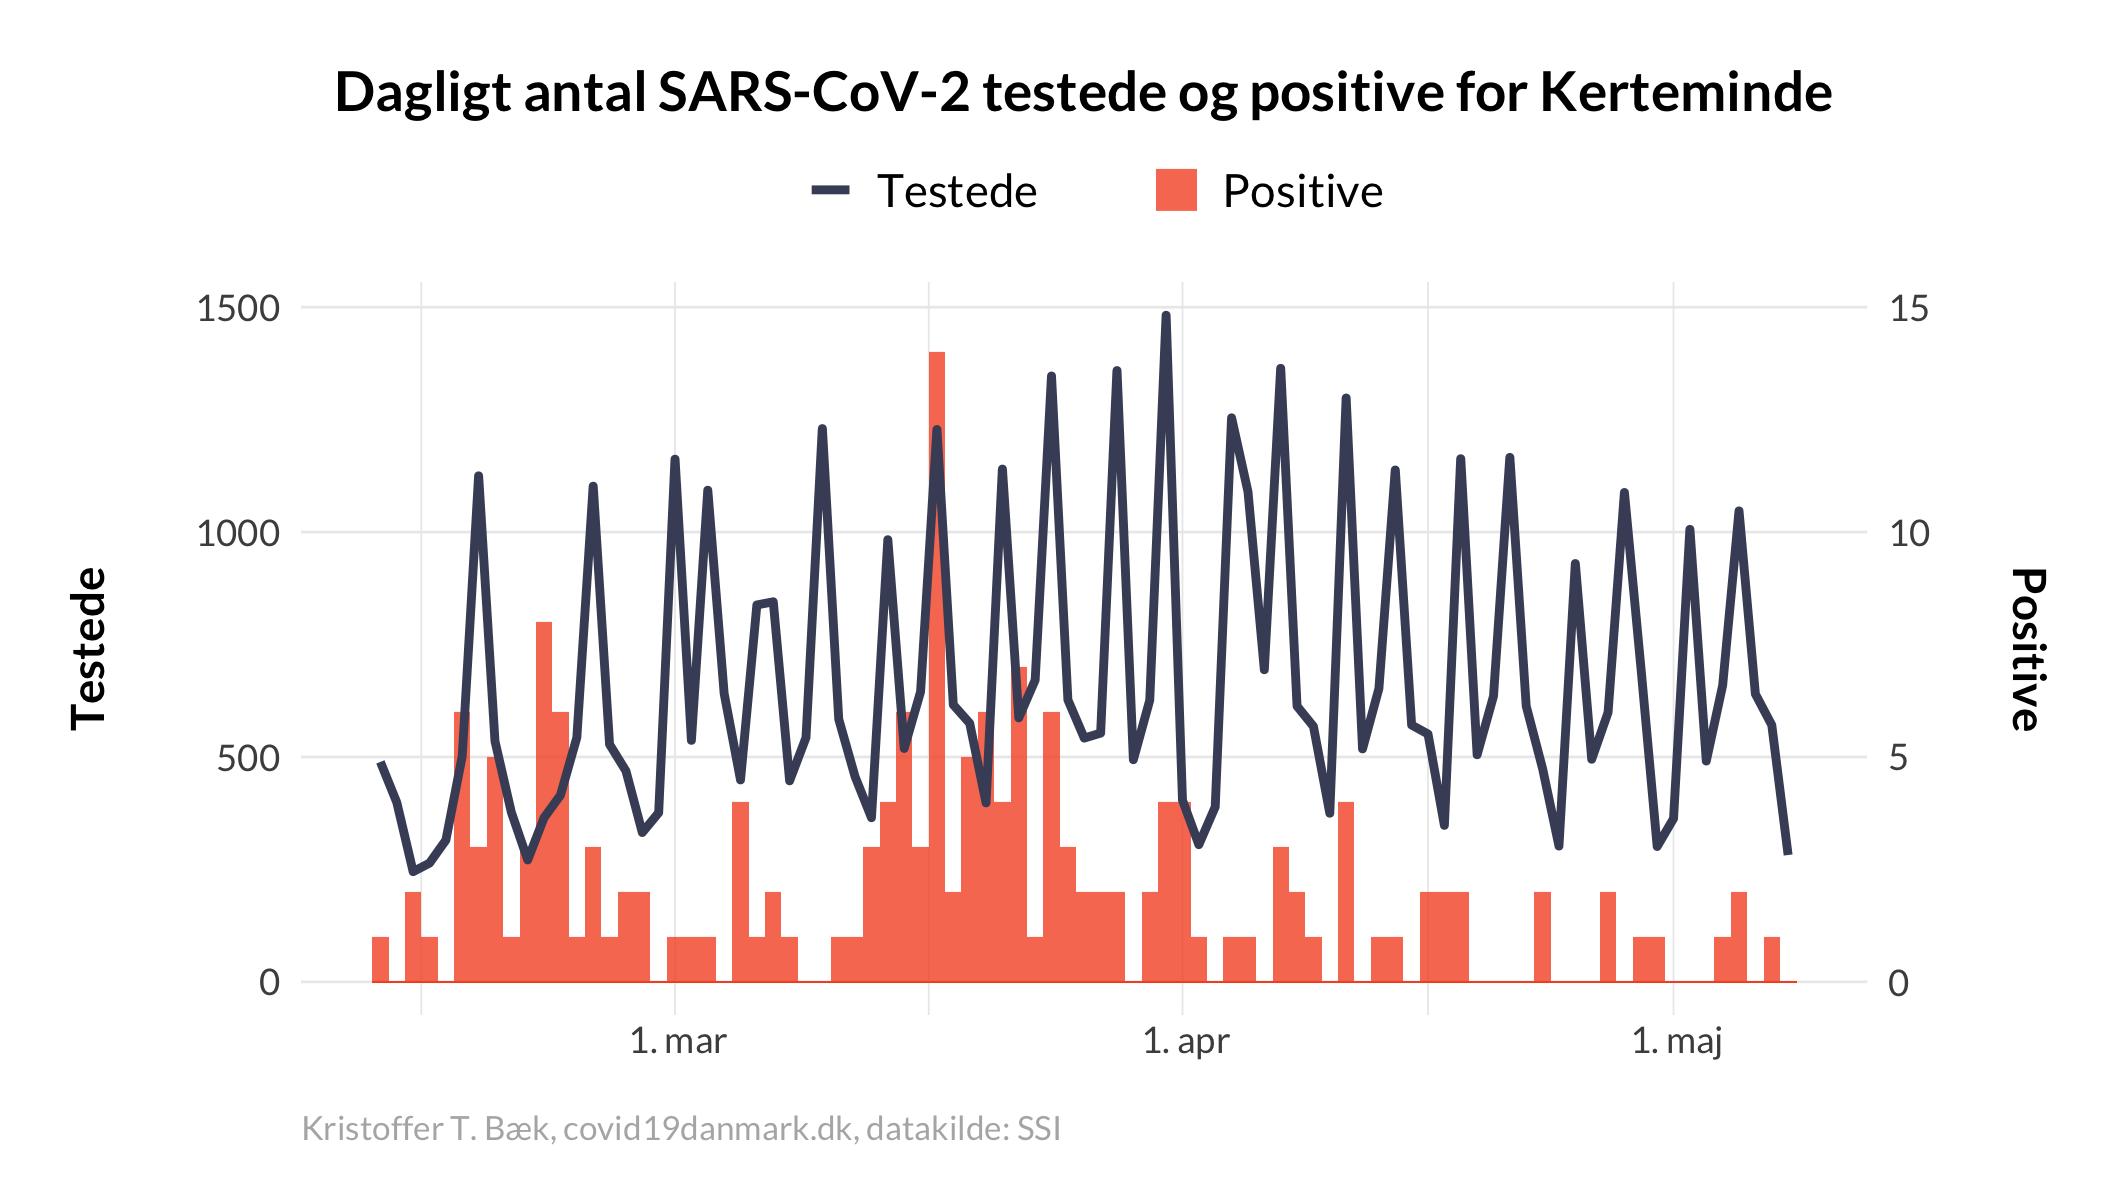 Dagligt antal SARS-CoV-2 testede og positive for Kerteminde
Testede Positive
1500 15
1000 10
500 5
0 0
Testede
Positive
1. mar 1. apr 1. maj
Kristoffer T. Bæk, covid19danmark.dk, datakilde: SSI